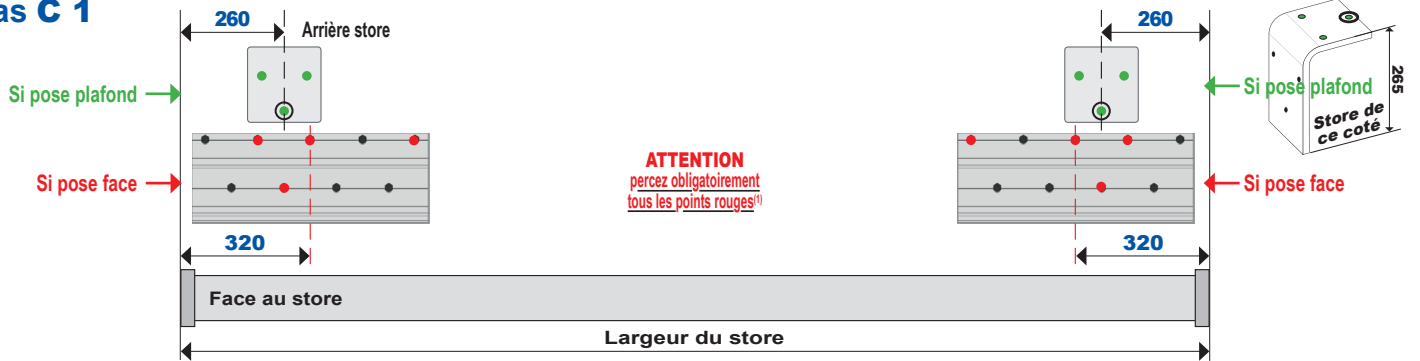 as C 1
260
Arrière store
260
265
Si pose plafond
Si pose plafond
Store de
ce coté
ATTENTION
percez obligatoirement
tous les points rouges(1)
Si pose face
Si pose face
320
320
Face au store
Largeur du store